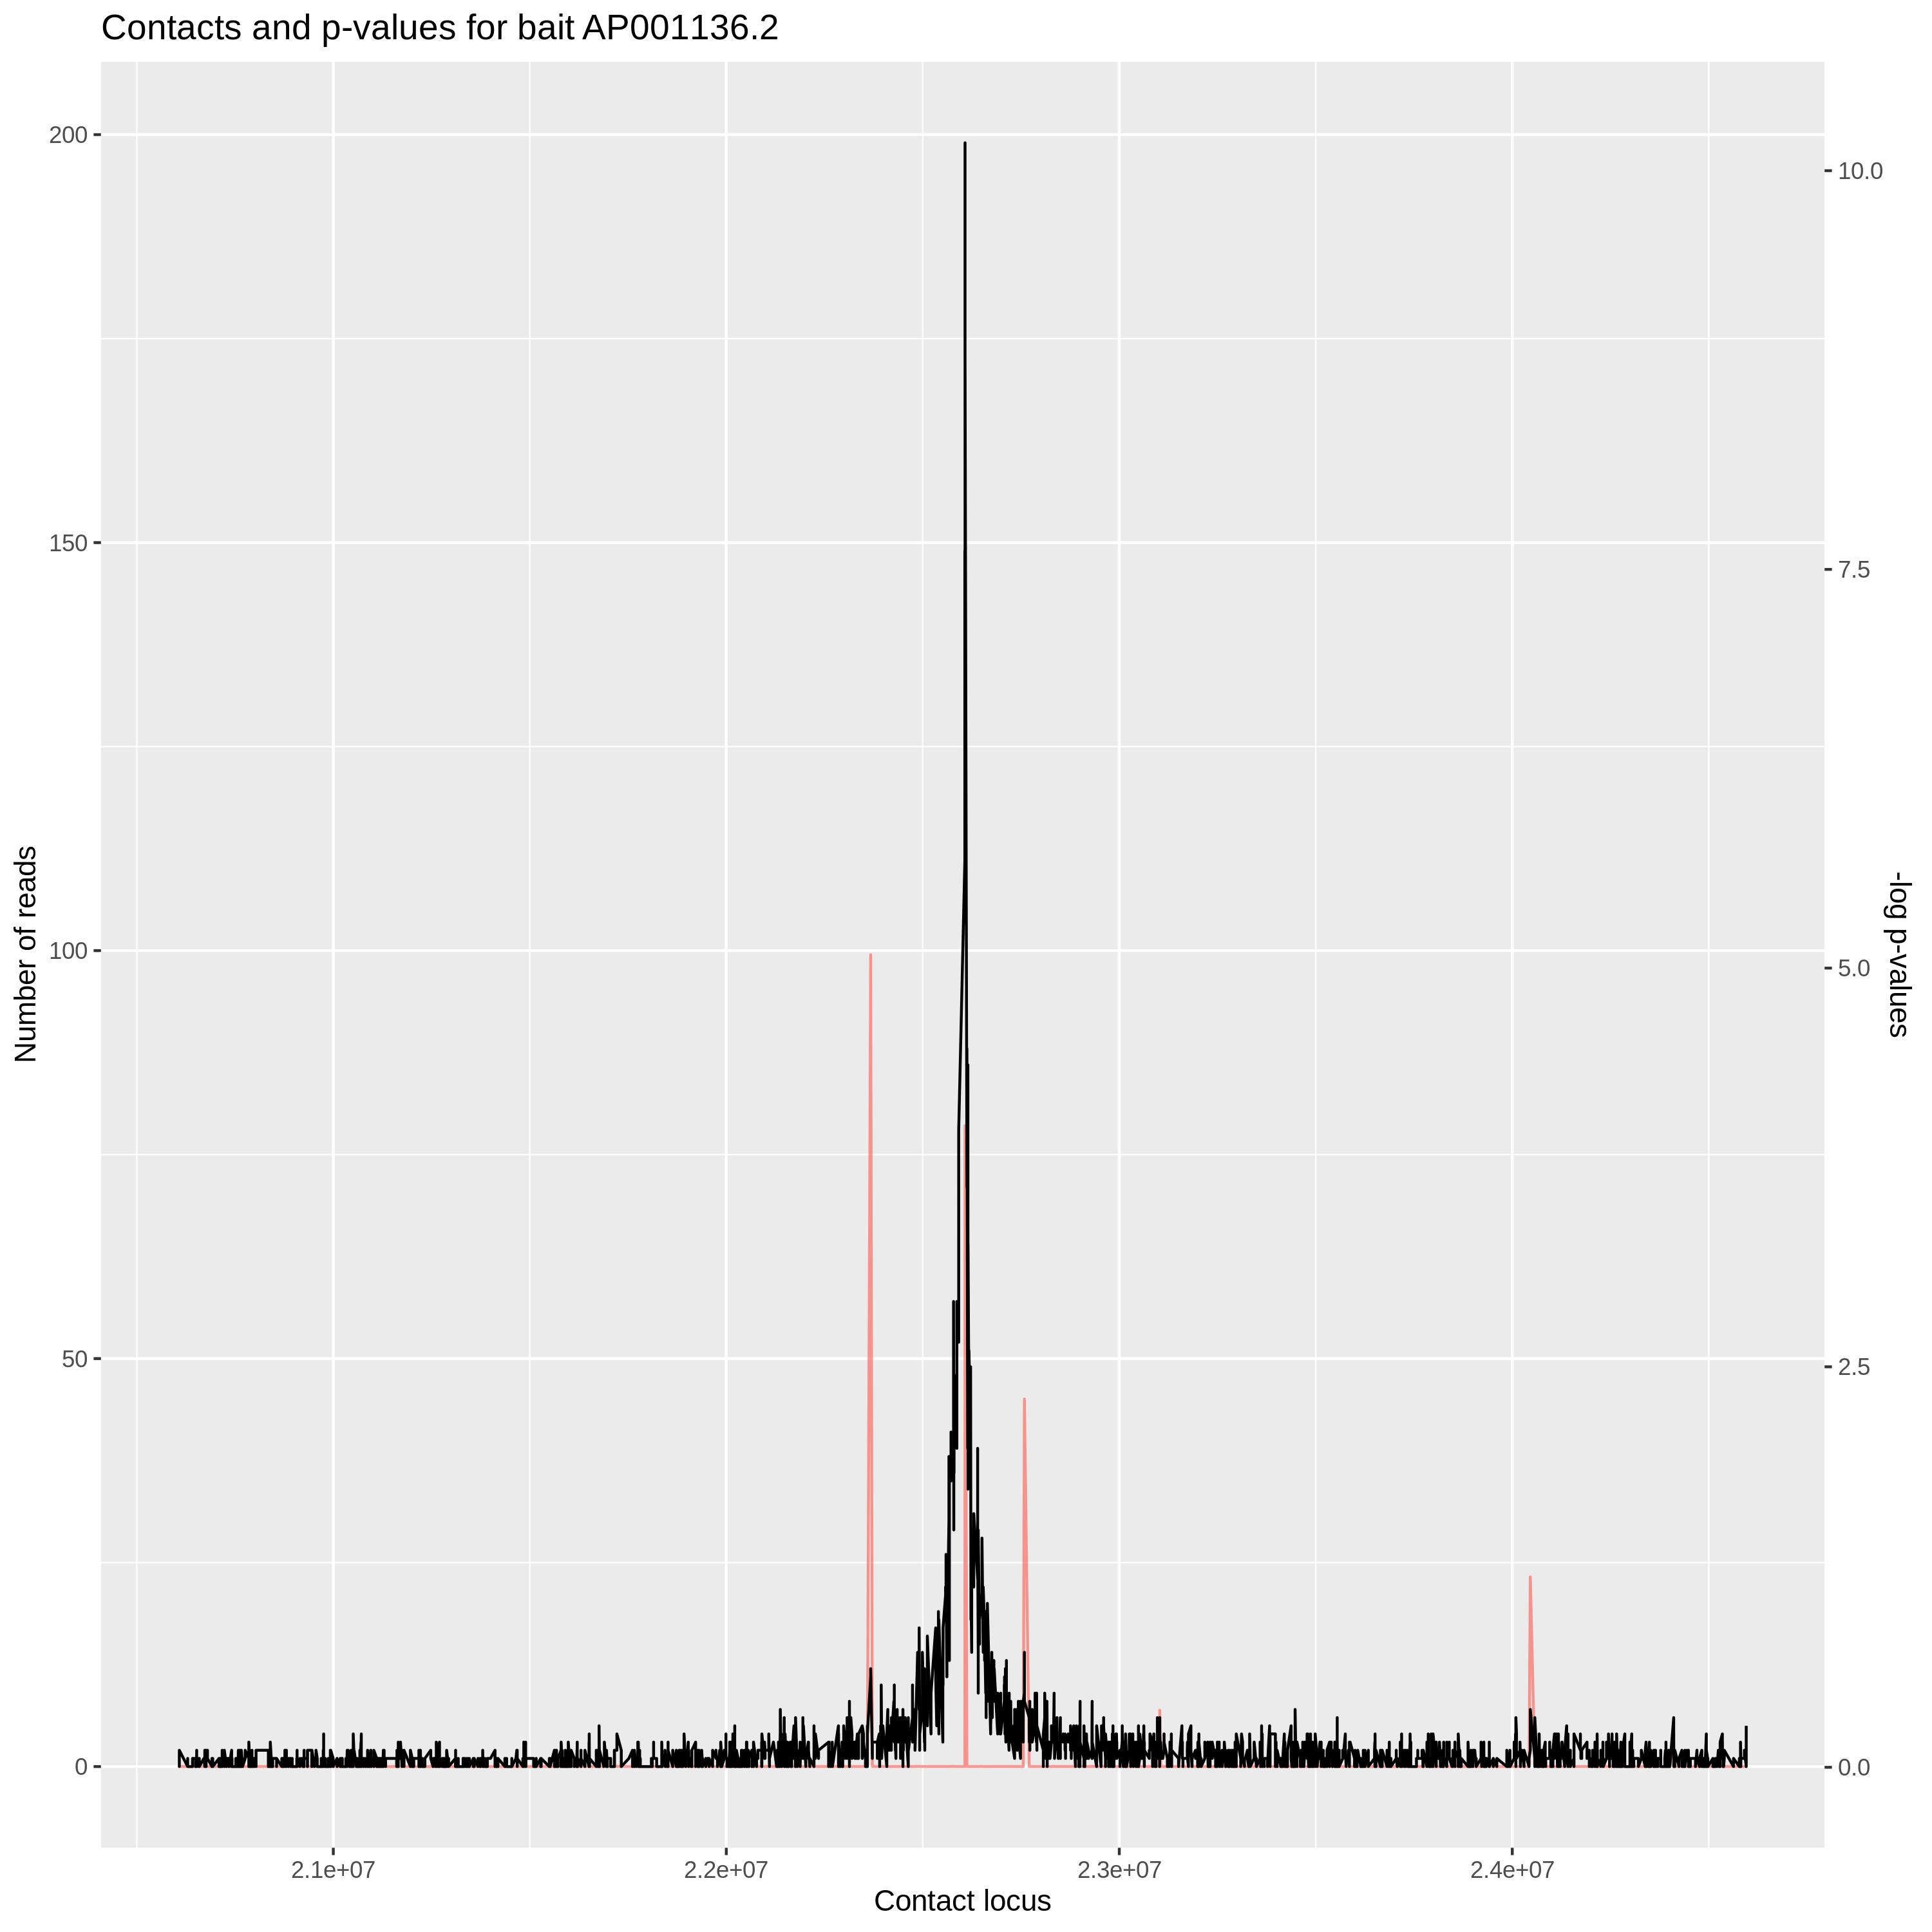 Contacts and p-values for bait AP001136.2
200
150
100
50
0
Number of reads
10.0
7.5
5.0
2.5
0.0
-log p-values
2.1e+07
2.2e+07
2.3e+07
2.4e+07
Contact locus